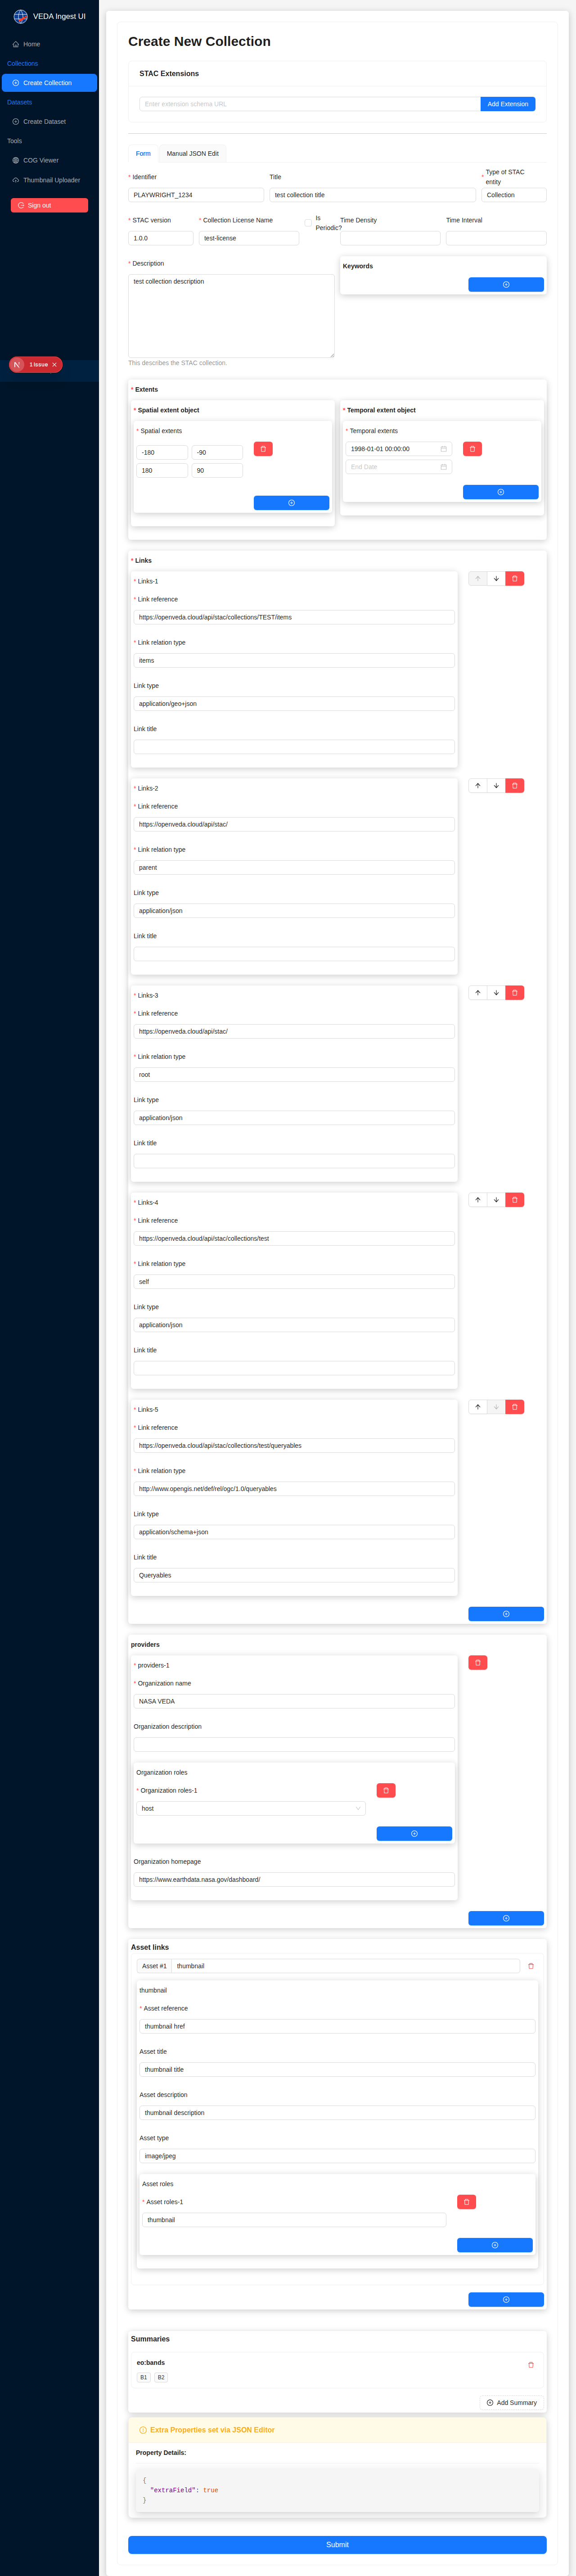 VEDA Ingest UI
Home
Collections
Create Collection
Datasets
Create Dataset
Tools
COG Viewer
Thumbnail Uploader
Sign out
N
1 Issue
Create New Collection
STAC Extensions
Enter extension schema URL
Add Extension
Form
Manual JSON Edit
* Identifier
Title
* Type of STAC
entity
PLAYWRIGHT_1234
test collection title
Collection
* STAC version
* Collection License Name
Is
Periodic?
Time Density
Time Interval
1.0.0
test-license
* Description
Keywords
test collection description
This describes the STAC collection.
* Extents
* Spatial extent object
* Temporal extent object
* Spatial extents
* Temporal extents
-180
-90
1998-01-01 00:00:00
180
90
End Date
* Links
* Links-1
* Link reference
https://openveda.cloud/api/stac/collections/TEST/items
* Link relation type
items
Link type
application/geo+json
Link title
* Links-2
* Link reference
https://openveda.cloud/api/stac/
* Link relation type
parent
Link type
application/json
Link title
* Links-3
* Link reference
https://openveda.cloud/api/stac/
* Link relation type
root
Link type
application/json
Link title
* Links-4
* Link reference
https://openveda.cloud/api/stac/collections/test
* Link relation type
self
Link type
application/json
Link title
* Links-5
* Link reference
https://openveda.cloud/api/stac/collections/test/queryables
* Link relation type
http://www.opengis.net/def/rel/ogc/1.0/queryables
Link type
application/schema+json
Link title
Queryables
providers
* providers-1
* Organization name
NASA VEDA
Organization description
Organization roles
* Organization roles-1
host
Organization homepage
https://www.earthdata.nasa.gov/dashboard/
Asset links
Asset #1
thumbnail
thumbnail
* Asset reference
thumbnail href
Asset title
thumbnail title
Asset description
thumbnail description
Asset type
image/jpeg
Asset roles
* Asset roles-1
thumbnail
Summaries
eo:bands
B1
B2
Add Summary
Extra Properties set via JSON Editor
Property Details:
{
"extraField": true
}
Submit